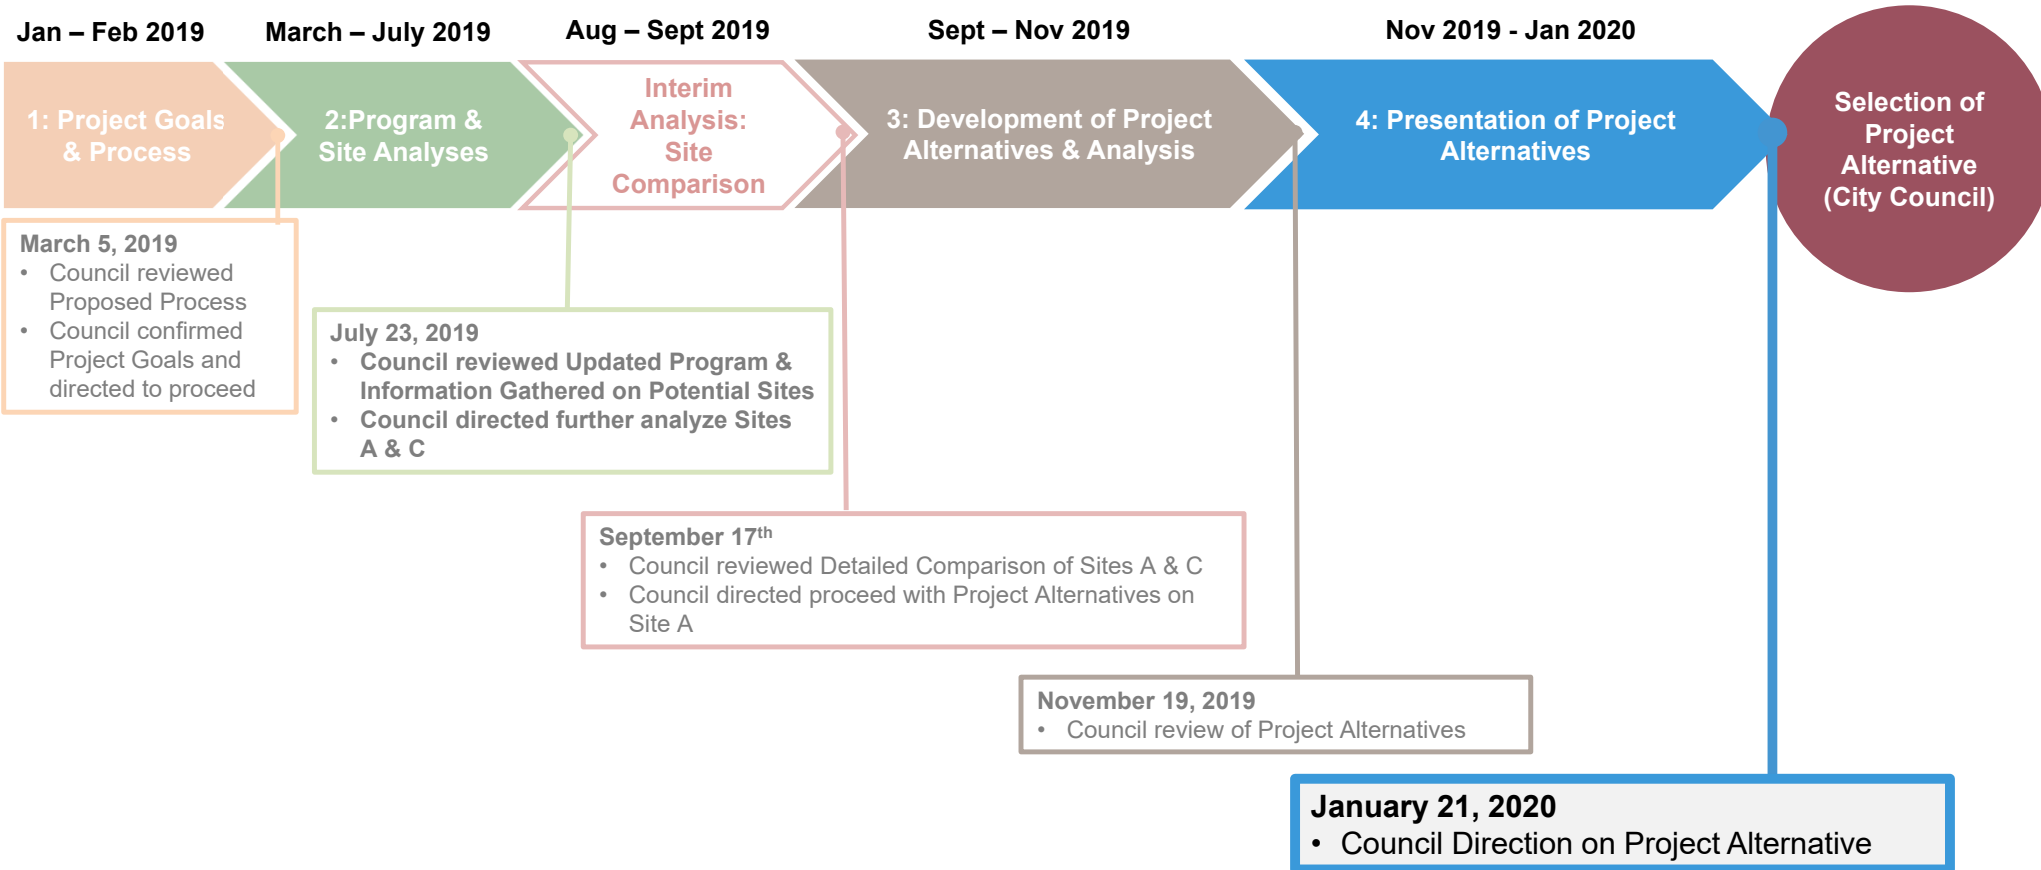 Jan – Feb 2019
March – July 2019
Aug – Sept 2019
Sept – Nov 2019
Nov 2019 - Jan 2020
1: Project Goals
& Process
2:Program &
Site Analyses
Interim
Analysis:
Site
Comparison
3: Development of Project
Alternatives & Analysis
4: Presentation of Project
Alternatives
Selection of
Project
Alternative
(City Council)
March 5, 2019
• Council reviewed
Proposed Process
• Council confirmed
Project Goals and
directed to proceed
July 23, 2019
• Council reviewed Updated Program &
Information Gathered on Potential Sites
• Council directed further analyze Sites
A & C
September 17th
• Council reviewed Detailed Comparison of Sites A & C
• Council directed proceed with Project Alternatives on
Site A
November 19, 2019
• Council review of Project Alternatives
January 21, 2020
• Council Direction on Project Alternative